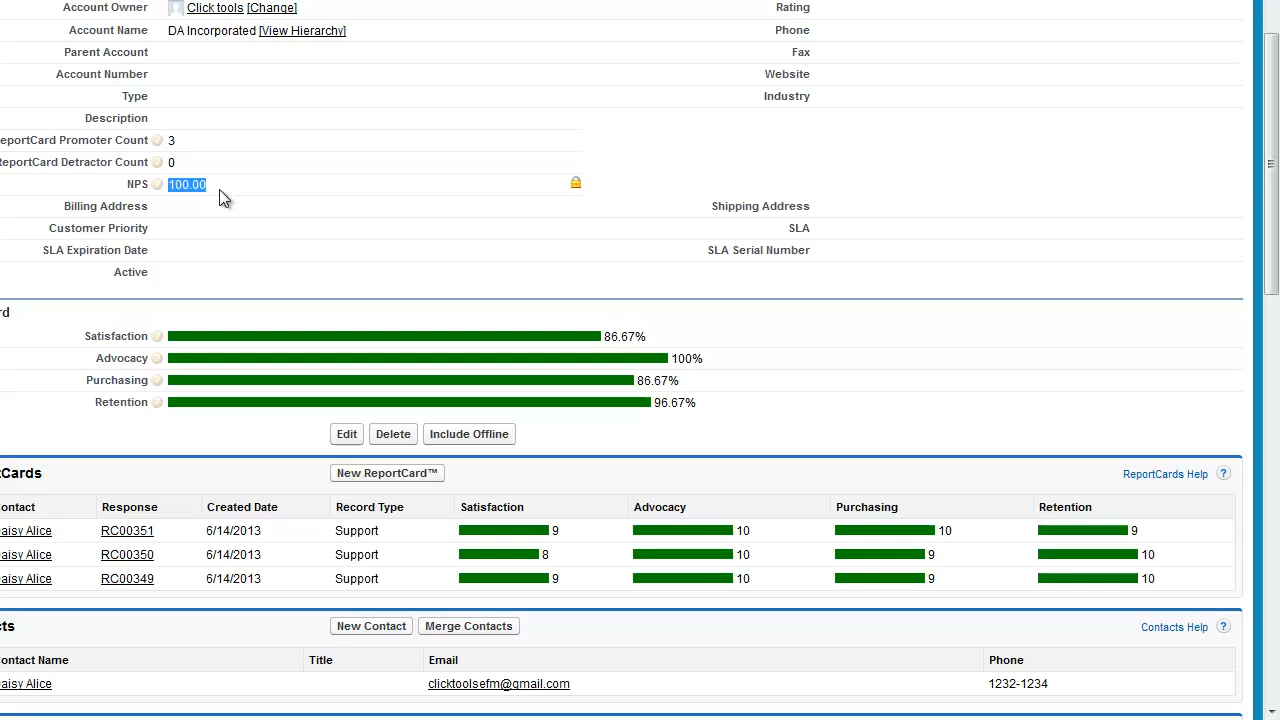 Account Owner Click tools [Change] Rating
Account Name DA Incorporated [View Hierarchy] Phone
Parent Account Fax
Account Number Website
Type Industry
Description
eportCard Promoter Count 3
ReportCard Detractor Count 0
NPS 100.00
Billing Address Shipping Address
Customer Priority SLA
SLA Expiration Date SLA Serial Number
Active
rd
Satisfaction 86.67%
Advocacy 100%
Purchasing 86.67%
Retention 96.67%
Edit Delete Include Offline
tCards New ReportCard™ ReportCards Help ?
ontact Response Created Date Record Type Satisfaction Advocacy Purchasing Retention
aisy Alice RC00351 6/14/2013 Support 9 10 10 9
aisy Alice RC00350 6/14/2013 Support 8 10 9 10
aisy Alice RC00349 6/14/2013 Support 9 10 9 10
cts New Contact Merge Contacts Contacts Help ?
ontact Name Title Email Phone
aisy Alice clicktoolsefm@gmail.com 1232-1234